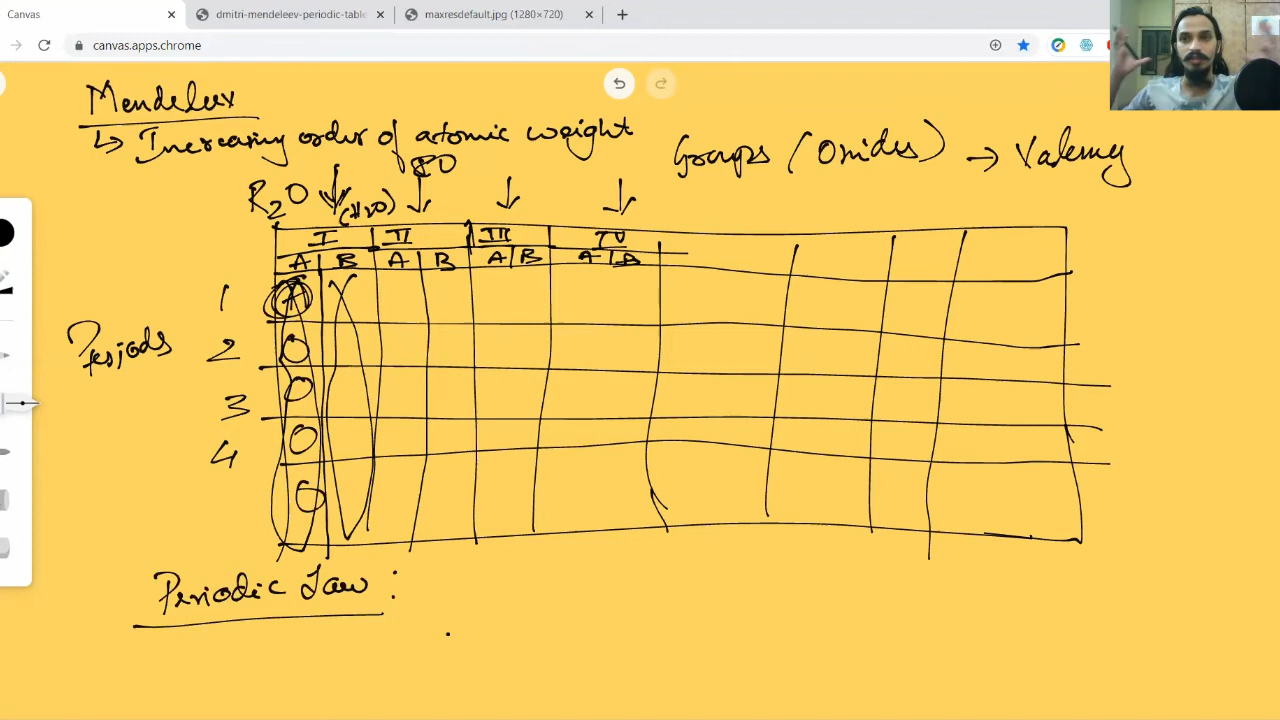 Canvas
dmitri-mendeleev-periodic-table
maxresdefault.jpg (1280×720)
canvas.apps.chrome
Mendeleev
↳ Increasing order of atomic weight
Groups (Oxides) → Valency
R₂O (H₂O) RO
I II III IV
A B A B A B A B
1
Periods 2
3
4
Periodic Law :